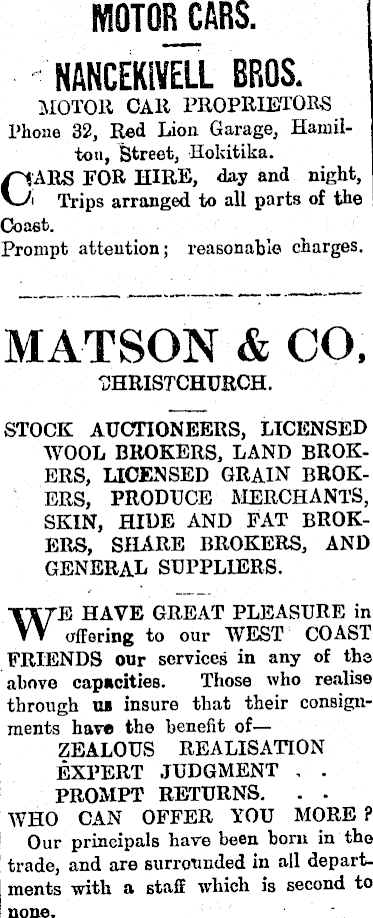 MOTOR CARS.
NANCEKIVELL BROS.
MOTOR CAR PROPRIETORS
Phone 32, Red Lion Garage, Hamil-
ton, Street, Hokitika.
CARS FOR HIRE, day and night,
Trips arranged to all parts of the
Coast.
Prompt attention; reasonable charges.
MATSON & CO,
CHRISTCHURCH.
STOCK AUCTIONEERS, LICENSED
WOOL BROKERS, LAND BROK-
ERS, LICENSED GRAIN BROK-
ERS, PRODUCE MERCHANTS,
SKIN, HIDE AND FAT BROK-
ERS, SHARE BROKERS, AND
GENERAL SUPPLIERS.
WE HAVE GREAT PLEASURE in
offering to our WEST COAST
FRIENDS our services in any of the
above capacities. Those who realise
through us insure that their consign-
ments have the benefit of—
ZEALOUS REALISATION
EXPERT JUDGMENT . .
PROMPT RETURNS. . .
WHO CAN OFFER YOU MORE?
Our principals have been born in the
trade, and are surrounded in all depart-
ments with a staff which is second to
none.